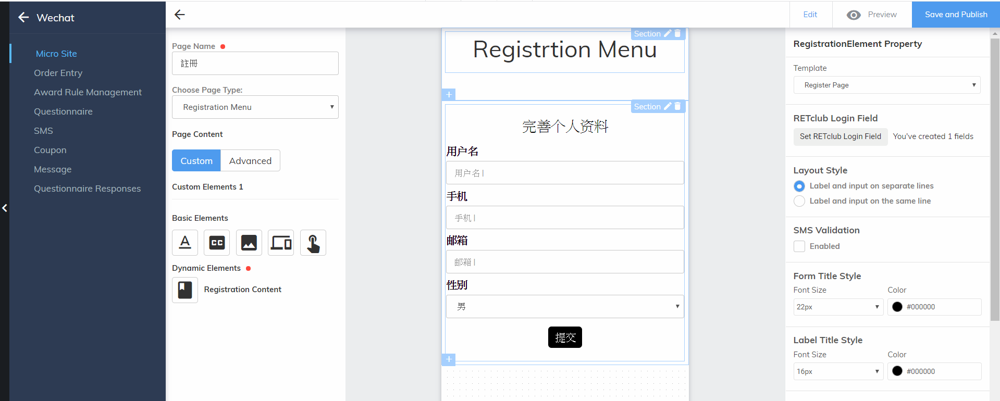 Wechat
Micro Site
Order Entry
Award Rule Management
Questionnaire
SMS
Coupon
Message
Questionnaire Responses
Page Name
註冊
Choose Page Type:
Registration Menu
Page Content
Custom
Advanced
Custom Elements 1
Basic Elements
CC
Dynamic Elements
Registration Content
Edit
Preview
Save and Publish
Section
Registrtion Menu
Section
完善个人资料
用户名
用户名 |
手机
手机 |
邮箱
邮箱 |
性别
男
提交
RegistrationElement Property
Template
Register Page
RETclub Login Field
Set RETclub Login Field You've created 1 fields
Layout Style
Label and input on separate lines
Label and input on the same line
SMS Validation
Enabled
Form Title Style
Font Size Color
22px #000000
Label Title Style
Font Size Color
16px #000000